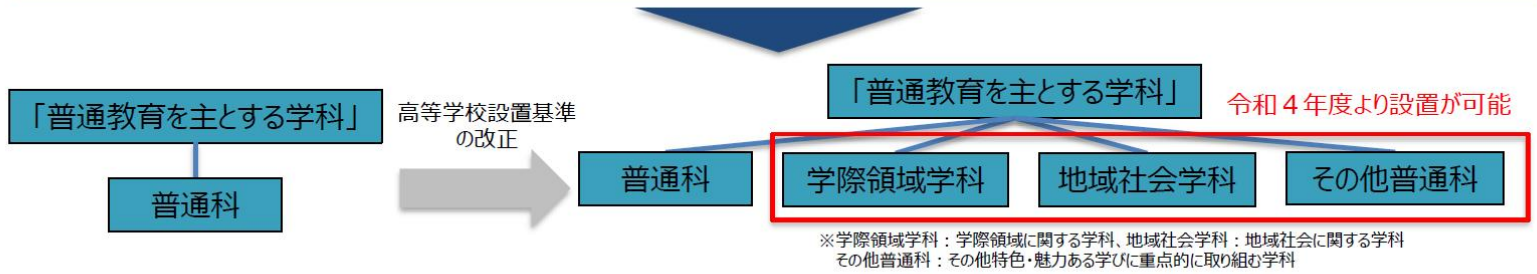 「普通教育を主とする学科」
普通科
高等学校設置基準
の改正
「普通教育を主とする学科」
令和４年度より設置が可能
普通科
学際領域学科
地域社会学科
その他普通科
※学際領域学科：学際領域に関する学科、地域社会学科：地域社会に関する学科
その他普通科：その他特色・魅力ある学びに重点的に取り組む学科